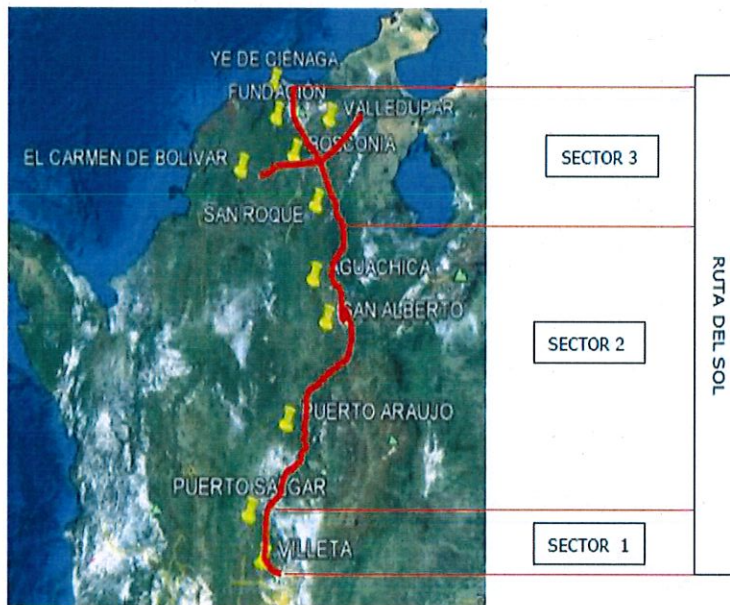 YE DE CIENAGA
FUNDACIÓN
VALLEDUPAR
BOSCONIA
EL CARMEN DE BOLIVAR
SECTOR 3
SAN ROQUE
AGUACHICA
SAN ALBERTO
SECTOR 2
RUTA DEL SOL
PUERTO ARAUJO
PUERTO SALGAR
VILLETA
SECTOR 1